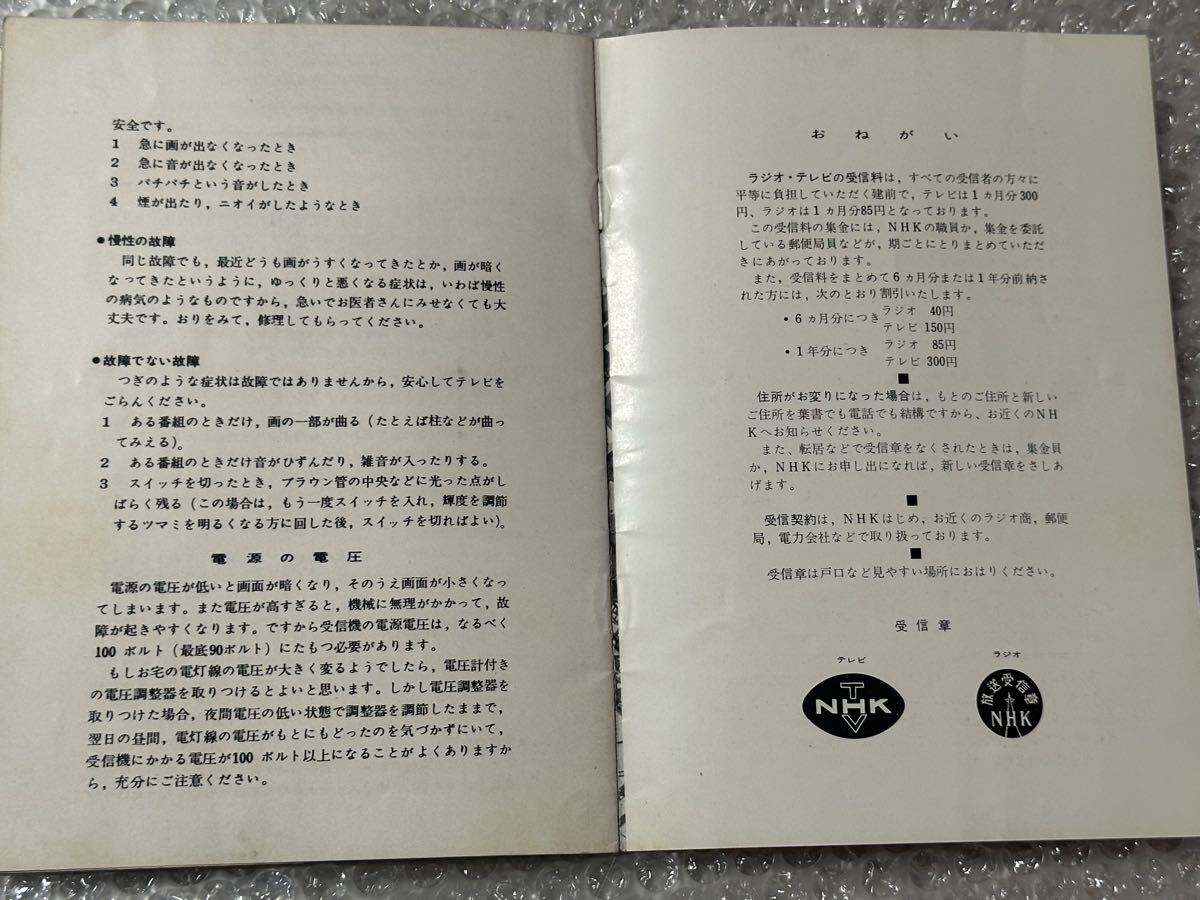 安全です。
1 急に画が出なくなったとき
2 急に音が出なくなったとき
3 パチパチという音がしたとき
4 煙が出たり，ニオイがしたようなとき
●慢性の故障
同じ故障でも，最近どうも画がうすくなってきたとか，画が暗く
なってきたというように，ゆっくりと悪くなる症状は，いわば慢性
の病気のようなものですから，急いでお医者さんにみせなくても大
丈夫です。おりをみて，修理してもらってください。
●故障でない故障
つぎのような症状は故障ではありませんから，安心してテレビを
ごらんください。
1 ある番組のときだけ，画の一部が曲る（たとえば柱などが曲っ
てみえる）。
2 ある番組のときだけ音がひずんだり，雑音が入ったりする。
3 スイッチを切ったとき，ブラウン管の中央などに光った点がし
ばらく残る（この場合は，もう一度スイッチを入れ，輝度を調節
するツマミを明るくなる方に回した後，スイッチを切ればよい）。
電源の電圧
電源の電圧が低いと画面が暗くなり，そのうえ画面が小さくなっ
てしまいます。また電圧が高すぎると，機械に無理がかかって，故
障が起きやすくなります。ですから受信機の電源電圧は，なるべく
100 ボルト（最底90ボルト）にたもつ必要があります。
もしお宅の電灯線の電圧が大きく変るようでしたら，電圧計付き
の電圧調整器を取りつけるとよいと思います。しかし電圧調整器を
取りつけた場合，夜間電圧の低い状態で調整器を調節したままで，
翌日の昼間，電灯線の電圧がもとにもどったのを気づかずにいて，
受信機にかかる電圧が100 ボルト以上になることがよくありますか
ら，充分にご注意ください。
おねがい
ラジオ・テレビの受信料は，すべての受信者の方々に
平等に負担していただく建前で，テレビは1ヵ月分300
円、ラジオは1ヵ月分85円となっております。
この受信料の集金には，NHKの職員か，集金を委託
している郵便局員などが，期ごとにとりまとめていただ
きにあがっております。
また，受信料をまとめて6ヵ月分または1年分前納さ
れた方には，次のとおり割引いたします。
・6ヵ月分につき ラジオ 40円
テレビ 150円
・1年分につき ラジオ 85円
テレビ 300円
■
住所がお変りになった場合は，もとのご住所と新しい
ご住所を葉書でも電話でも結構ですから、お近くのNH
Kへお知らせください。
また、転居などで受信章をなくされたときは，集金員
か，NHKにお申し出になれば，新しい受信章をさしあ
げます。
■
受信契約は，NHKはじめ，お近くのラジオ商，郵便
局，電力会社などで取り扱っております。
■
受信章は戸口など見やすい場所におはりください。
受信章
テレビ
T
NHK
V
ラジオ
放送受信章
NHK